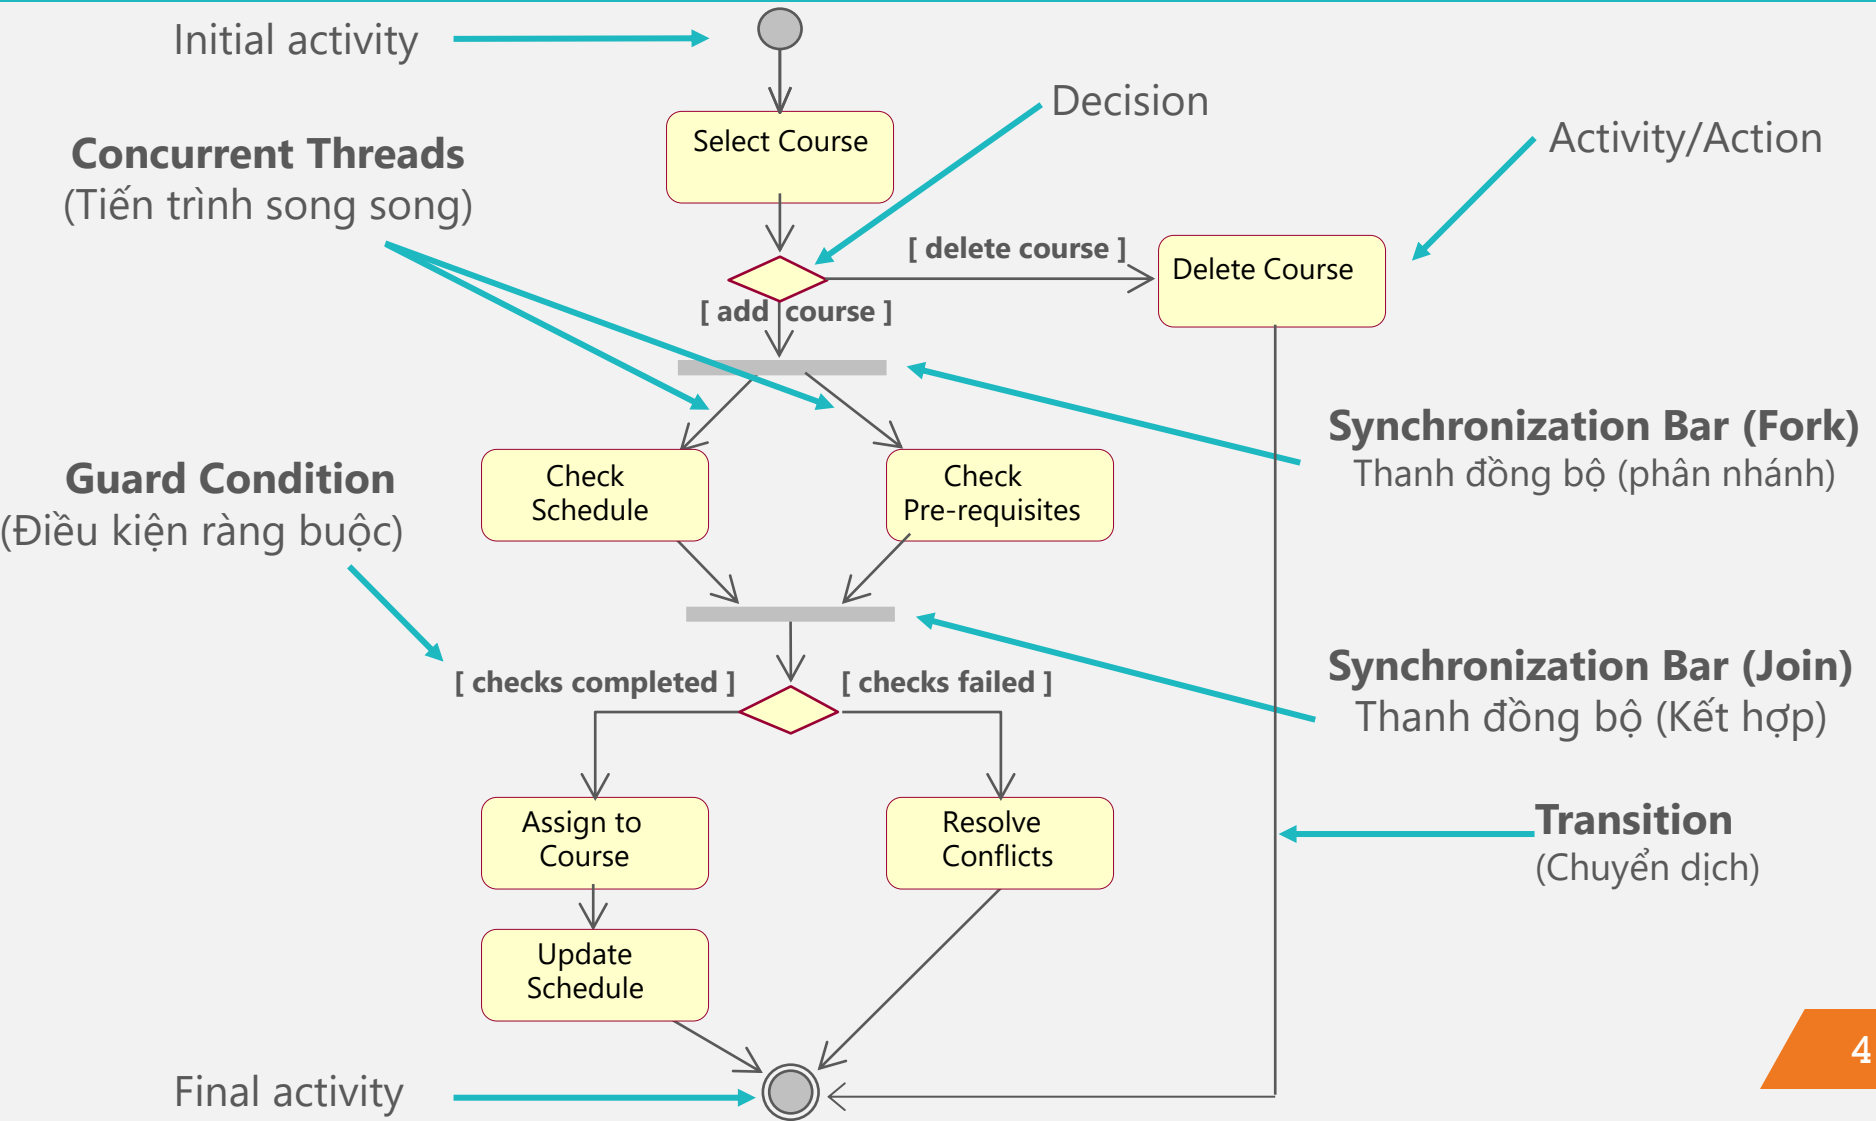 Initial activity
Decision
Select Course
Activity/Action
Concurrent Threads
(Tiến trình song song)
[ delete course ]
Delete Course
[ add course ]
Synchronization Bar (Fork)
Thanh đồng bộ (phân nhánh)
Guard Condition
(Điều kiện ràng buộc)
Check
Schedule
Check
Pre-requisites
[ checks completed ]
[ checks failed ]
Synchronization Bar (Join)
Thanh đồng bộ (Kết hợp)
Assign to
Course
Resolve
Conflicts
Transition
(Chuyển dịch)
Update
Schedule
4
Final activity